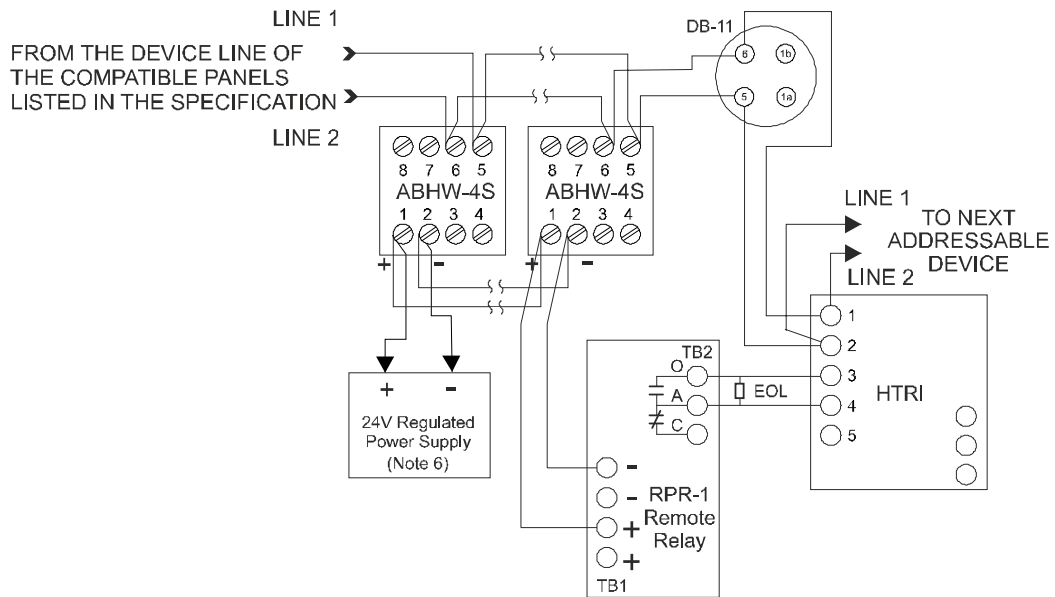 LINE 1
FROM THE DEVICE LINE OF
THE COMPATIBLE PANELS
LISTED IN THE SPECIFICATION
LINE 2
8 7 6 5
ABHW-4S
1 2 3 4
+ -
8 7 6 5
ABHW-4S
1 2 3 4
+ -
DB-11
6 1b
5 1a
LINE 1
TO NEXT
ADDRESSABLE
DEVICE
LINE 2
+ -
24V Regulated
Power Supply
(Note 6)
TB2
O
A
C
EOL
-
-
+
+
RPR-1
Remote
Relay
TB1
1
2
3
4
5
HTRI